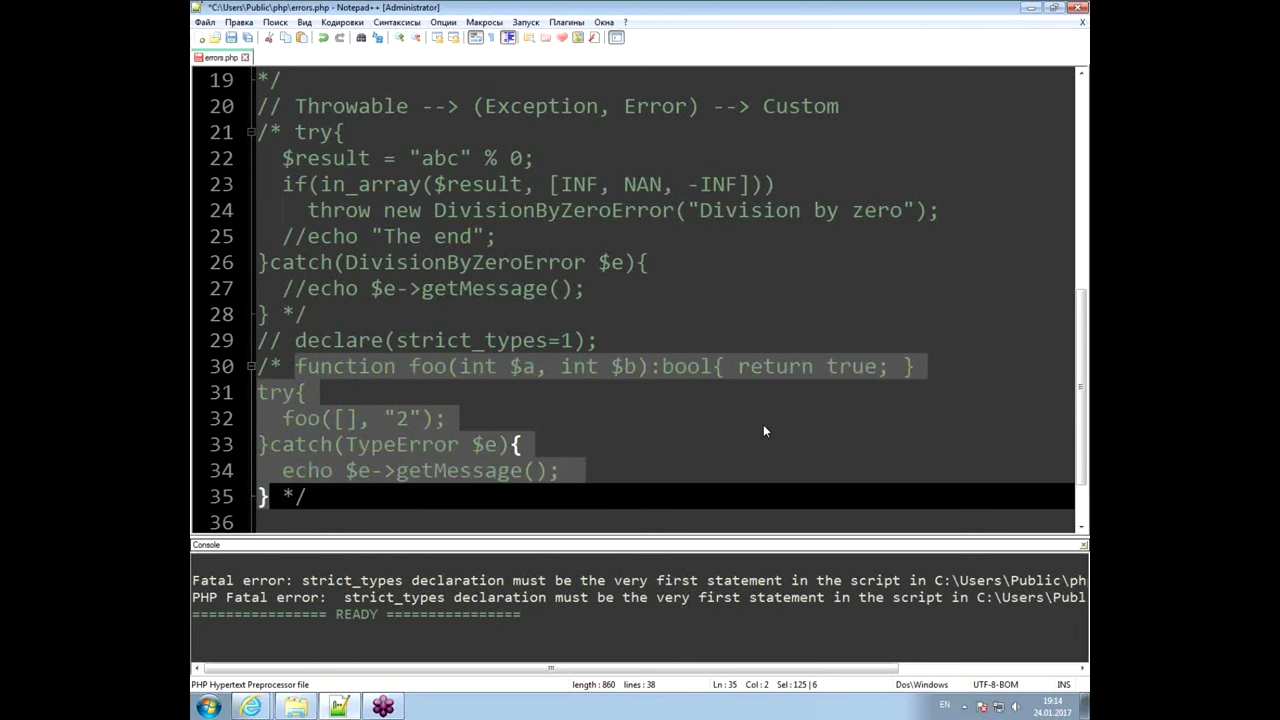 *C:\Users\Public\php\errors.php - Notepad++ [Administrator]
Файл Правка Поиск Вид Кодировки Синтаксисы Опции Макросы Запуск Плагины Окна ? X
errors.php
19 */
20 // Throwable --> (Exception, Error) --> Custom
21 /* try{
22 $result = "abc" % 0;
23 if(in_array($result, [INF, NAN, -INF]))
24 throw new DivisionByZeroError("Division by zero");
25 //echo "The end";
26 }catch(DivisionByZeroError $e){
27 //echo $e->getMessage();
28 } */
29 // declare(strict_types=1);
30 /* function foo(int $a, int $b):bool{ return true; }
31 try{
32 foo([], "2");
33 }catch(TypeError $e){
34 echo $e->getMessage();
35 } */
36
Console
Fatal error: strict_types declaration must be the very first statement in the script in C:\Users\Public\ph
PHP Fatal error:  strict_types declaration must be the very first statement in the script in C:\Users\Publ
================ READY ================
PHP Hypertext Preprocessor file length : 860 lines : 38 Ln : 35 Col : 2 Sel : 125 | 6 Dos\Windows UTF-8-BOM INS
EN 19:14
24.01.2017